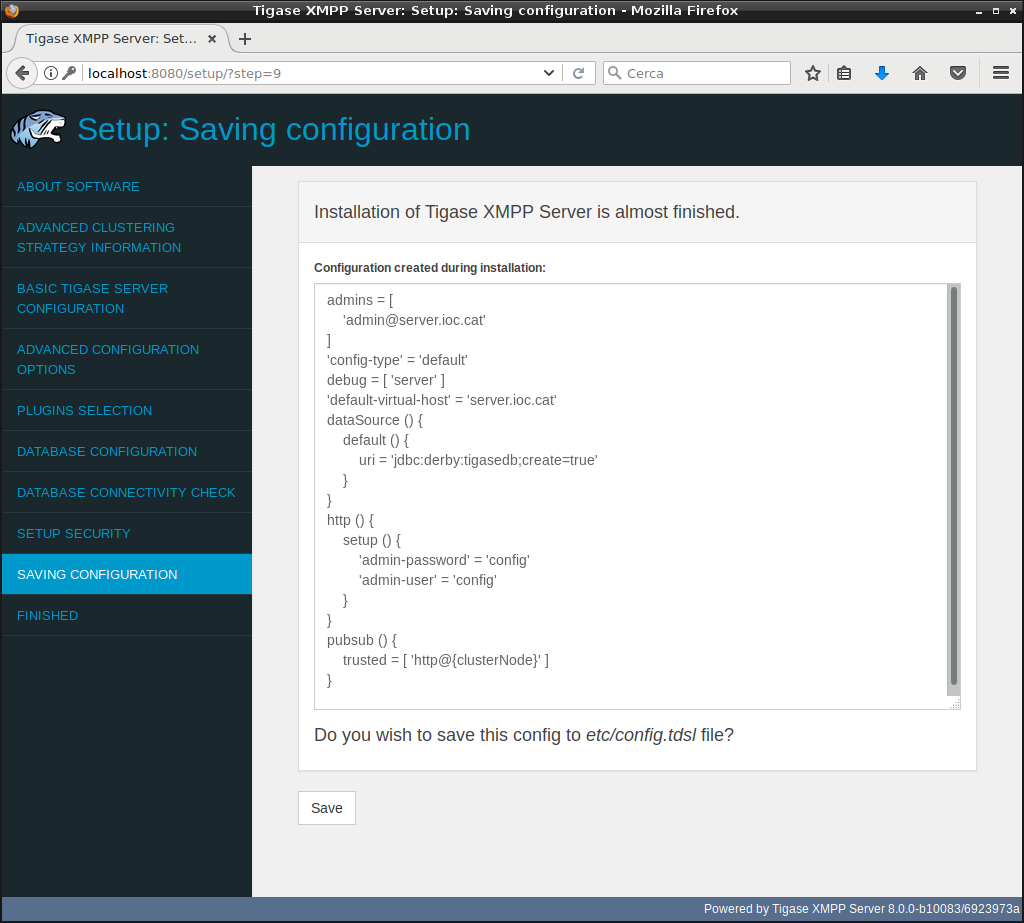 Tigase XMPP Server: Setup: Saving configuration - Mozilla Firefox
Tigase XMPP Server: Set...
localhost:8080/setup/?step=9
Cerca
Setup: Saving configuration
ABOUT SOFTWARE
ADVANCED CLUSTERING
STRATEGY INFORMATION
BASIC TIGASE SERVER
CONFIGURATION
ADVANCED CONFIGURATION
OPTIONS
PLUGINS SELECTION
DATABASE CONFIGURATION
DATABASE CONNECTIVITY CHECK
SETUP SECURITY
SAVING CONFIGURATION
FINISHED
Installation of Tigase XMPP Server is almost finished.
Configuration created during installation:
admins = [
    'admin@server.ioc.cat'
]
'config-type' = 'default'
debug = [ 'server' ]
'default-virtual-host' = 'server.ioc.cat'
dataSource () {
    default () {
        uri = 'jdbc:derby:tigasedb;create=true'
    }
}
http () {
    setup () {
        'admin-password' = 'config'
        'admin-user' = 'config'
    }
}
pubsub () {
    trusted = [ 'http@{clusterNode}' ]
}
Do you wish to save this config to etc/config.tdsl file?
Save
Powered by Tigase XMPP Server 8.0.0-b10083/6923973a